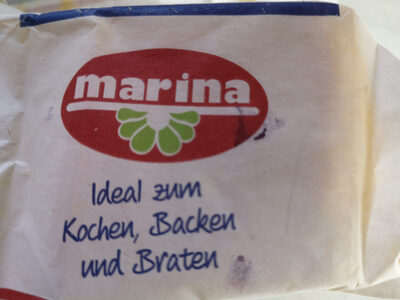 marina
Ideal zum
Kochen, Backen
und Braten